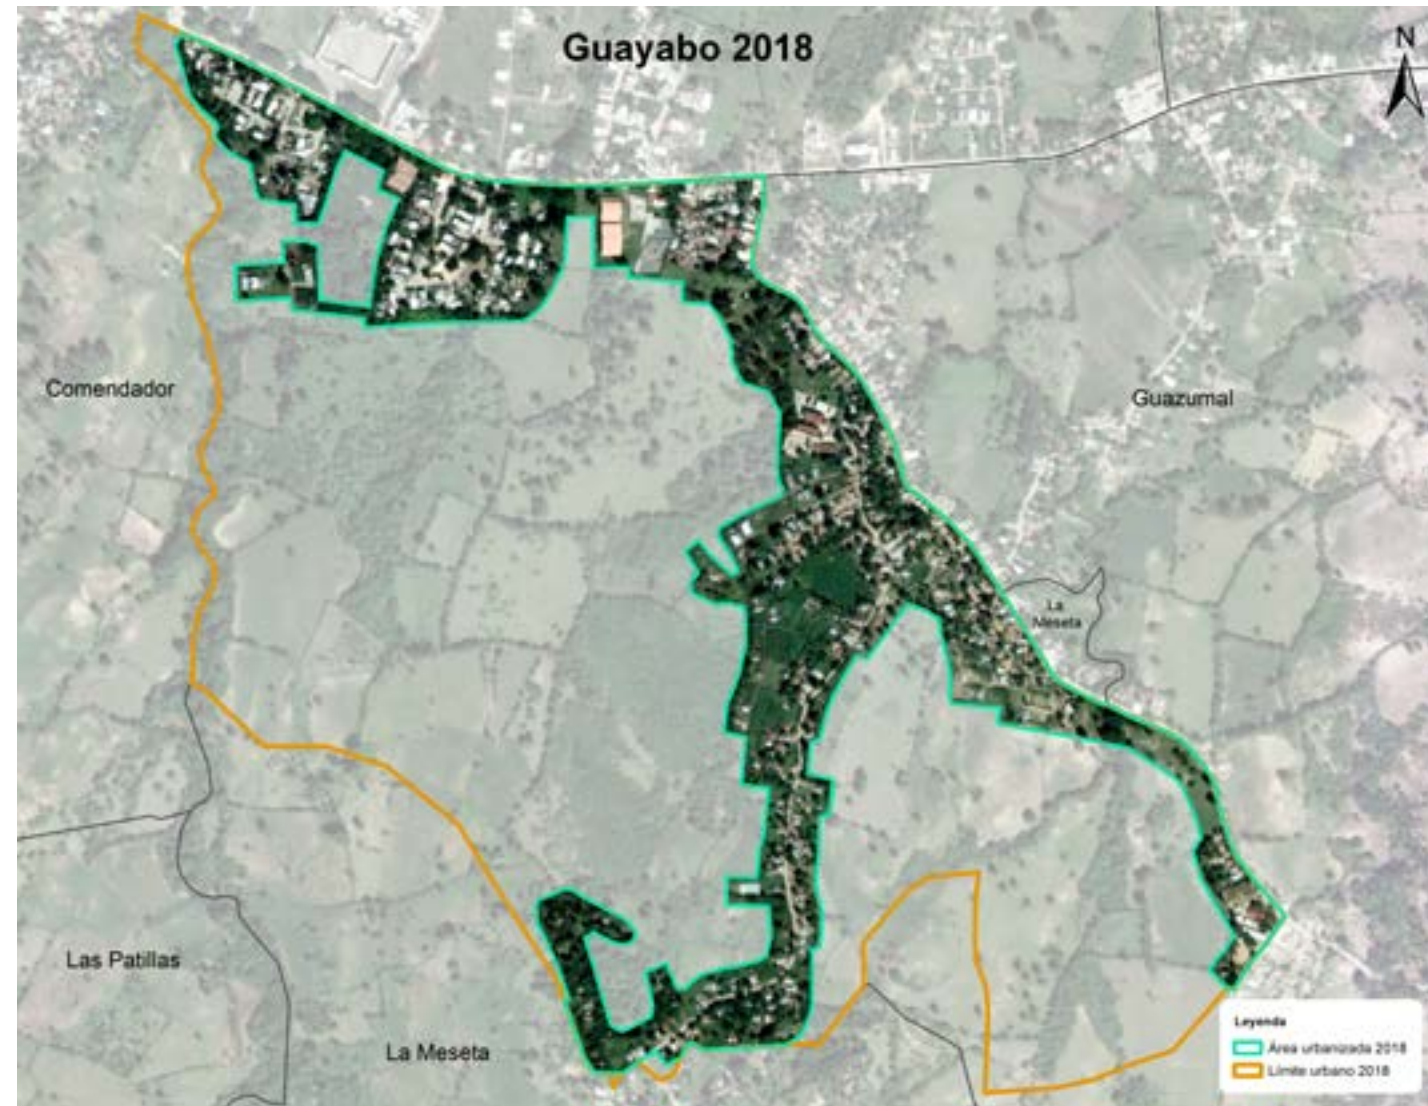 Guayabo 2018
N
Comendador
Guazumal
La
Meseta
Las Patillas
La Meseta
Leyenda
Área urbanizada 2018
Límite urbano 2018